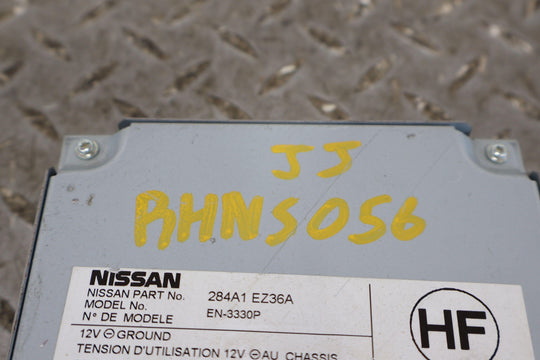 JJ
RHN5056
NISSAN
NISSAN PART No. 284A1 EZ36A
MODEL No.
N° DE MODELE EN-3330P
HF
12V ⊖ GROUND
TENSION D'UTILISATION 12V ⊖ AU CHASSIS